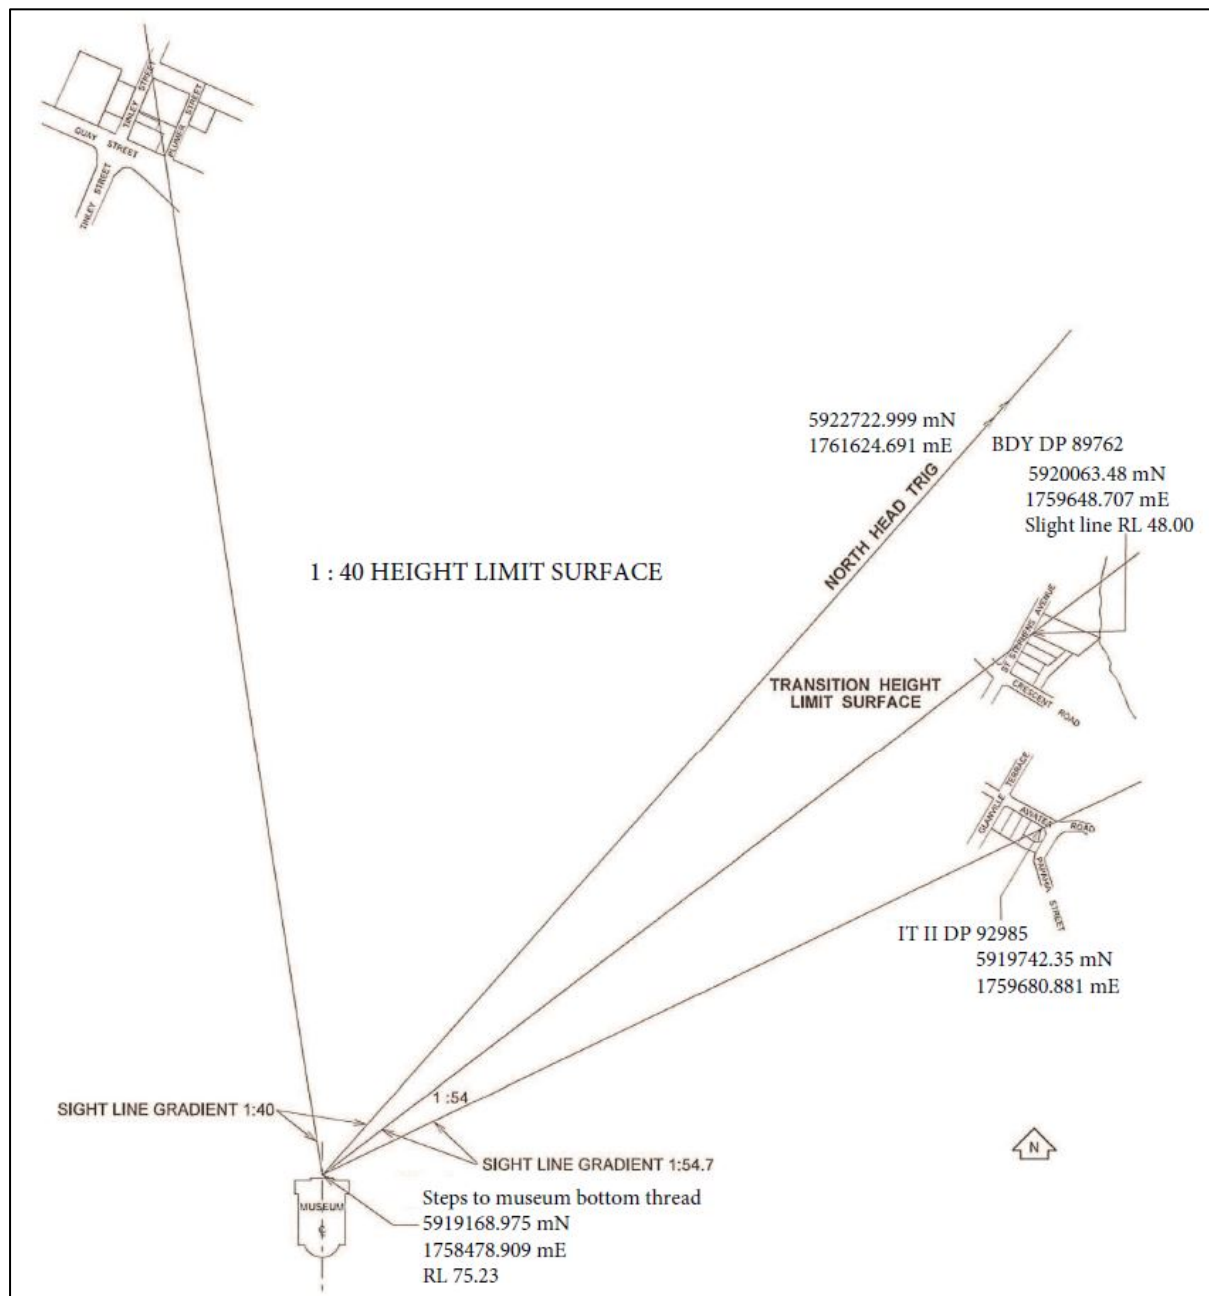 TINLEY STREET
PLUMER STREET
QUAY STREET
TINLEY STREET
5922722.999 mN
1761624.691 mE
BDY DP 89762
5920063.48 mN
1759648.707 mE
Slight line RL 48.00
NORTH HEAD TRIG
1 : 40 HEIGHT LIMIT SURFACE
ST STEPHENS AVENUE
CRESCENT ROAD
TRANSITION HEIGHT
LIMIT SURFACE
GLANVILLE TERRACE
AWATEA ROAD
PAPAHIA STREET
IT II DP 92985
5919742.35 mN
1759680.881 mE
1 :54
SIGHT LINE GRADIENT 1:40
SIGHT LINE GRADIENT 1:54.7
N
Steps to museum bottom thread
5919168.975 mN
1758478.909 mE
RL 75.23
MUSEUM